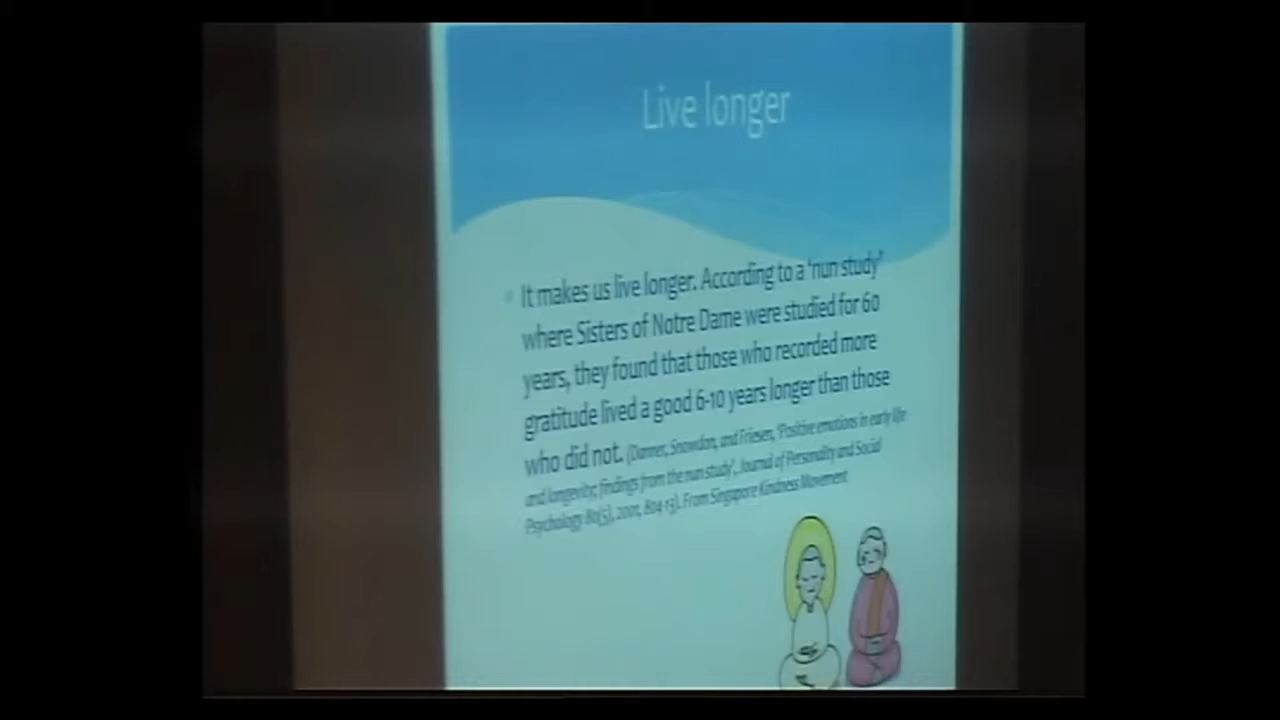 Live longer
It makes us live longer. According to a 'nun study'
where Sisters of Notre Dame were studied for 60
years, they found that those who recorded more
gratitude lived a good 6-10 years longer than those
who did not. (Danner, Snowdon, and Friesen, 'Positive emotions in early life
and longevity; findings from the nun study', Journal of Personality and Social
Psychology 80(5), 2001, 804-13). From Singapore Kindness Movement